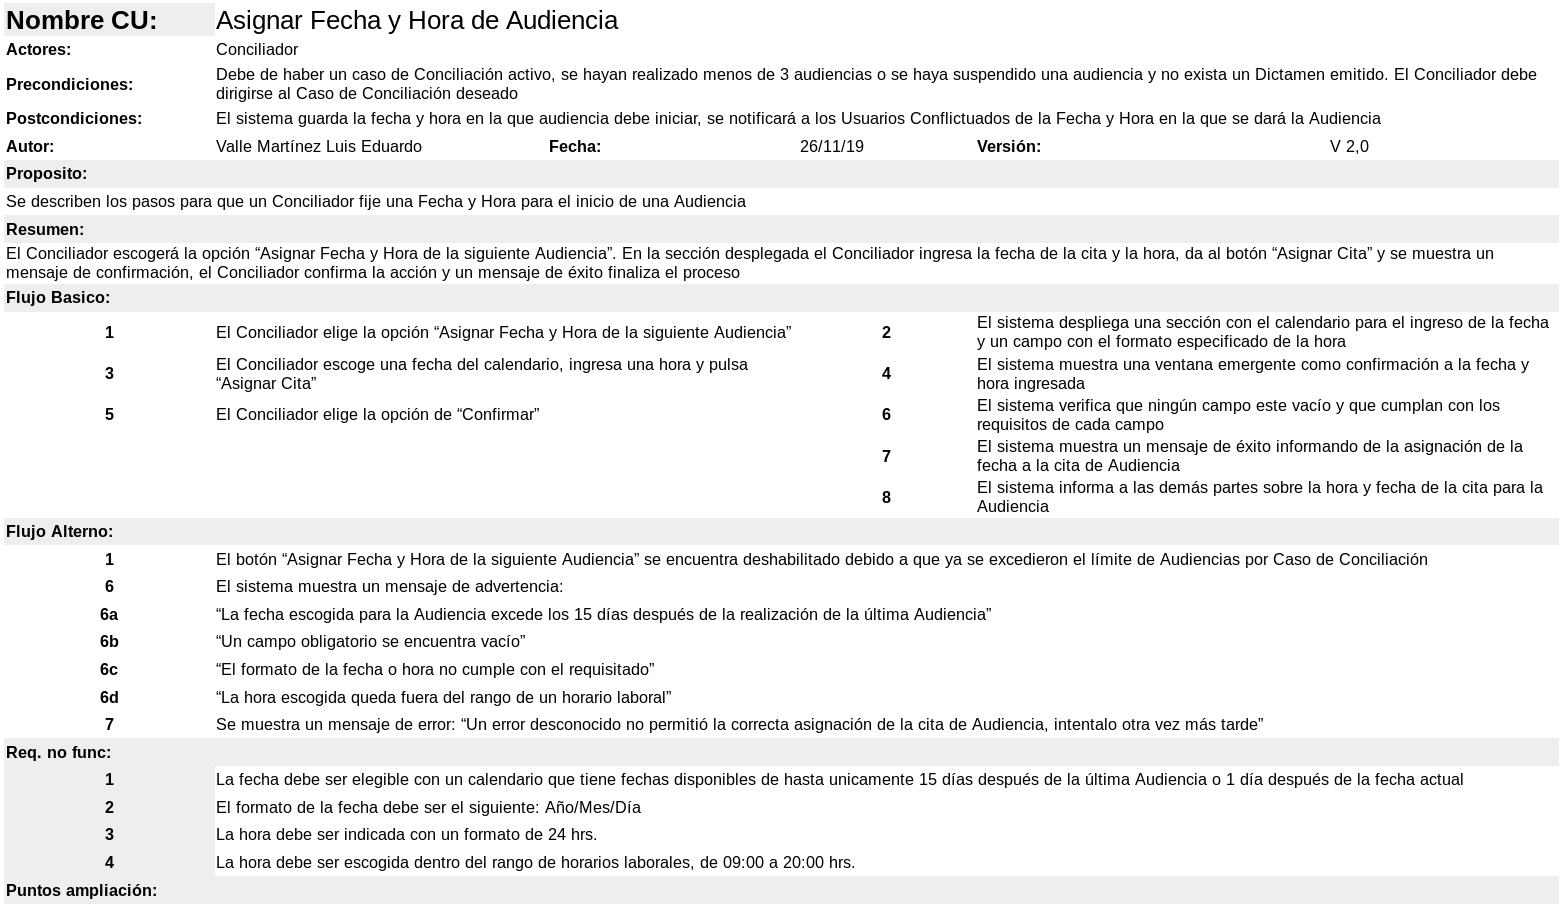 Nombre CU: Asignar Fecha y Hora de Audiencia
Actores: Conciliador
Precondiciones: Debe de haber un caso de Conciliación activo, se hayan realizado menos de 3 audiencias o se haya suspendido una audiencia y no exista un Dictamen emitido. El Conciliador debe
dirigirse al Caso de Conciliación deseado
Postcondiciones: El sistema guarda la fecha y hora en la que audiencia debe iniciar, se notificará a los Usuarios Conflictuados de la Fecha y Hora en la que se dará la Audiencia
Autor: Valle Martínez Luis Eduardo Fecha: 26/11/19 Versión: V 2,0
Proposito:
Se describen los pasos para que un Conciliador fije una Fecha y Hora para el inicio de una Audiencia
Resumen:
El Conciliador escogerá la opción “Asignar Fecha y Hora de la siguiente Audiencia”. En la sección desplegada el Conciliador ingresa la fecha de la cita y la hora, da al botón “Asignar Cita” y se muestra un
mensaje de confirmación, el Conciliador confirma la acción y un mensaje de éxito finaliza el proceso
Flujo Basico:
1 El Conciliador elige la opción “Asignar Fecha y Hora de la siguiente Audiencia”
2 El sistema despliega una sección con el calendario para el ingreso de la fecha
y un campo con el formato especificado de la hora
3 El Conciliador escoge una fecha del calendario, ingresa una hora y pulsa
“Asignar Cita”
4 El sistema muestra una ventana emergente como confirmación a la fecha y
hora ingresada
5 El Conciliador elige la opción de “Confirmar”
6 El sistema verifica que ningún campo este vacío y que cumplan con los
requisitos de cada campo
7 El sistema muestra un mensaje de éxito informando de la asignación de la
fecha a la cita de Audiencia
8 El sistema informa a las demás partes sobre la hora y fecha de la cita para la
Audiencia
Flujo Alterno:
1 El botón “Asignar Fecha y Hora de la siguiente Audiencia” se encuentra deshabilitado debido a que ya se excedieron el límite de Audiencias por Caso de Conciliación
6 El sistema muestra un mensaje de advertencia:
6a “La fecha escogida para la Audiencia excede los 15 días después de la realización de la última Audiencia”
6b “Un campo obligatorio se encuentra vacío”
6c “El formato de la fecha o hora no cumple con el requisitado”
6d “La hora escogida queda fuera del rango de un horario laboral”
7 Se muestra un mensaje de error: “Un error desconocido no permitió la correcta asignación de la cita de Audiencia, intentalo otra vez más tarde”
Req. no func:
1 La fecha debe ser elegible con un calendario que tiene fechas disponibles de hasta unicamente 15 días después de la última Audiencia o 1 día después de la fecha actual
2 El formato de la fecha debe ser el siguiente: Año/Mes/Día
3 La hora debe ser indicada con un formato de 24 hrs.
4 La hora debe ser escogida dentro del rango de horarios laborales, de 09:00 a 20:00 hrs.
Puntos ampliación: